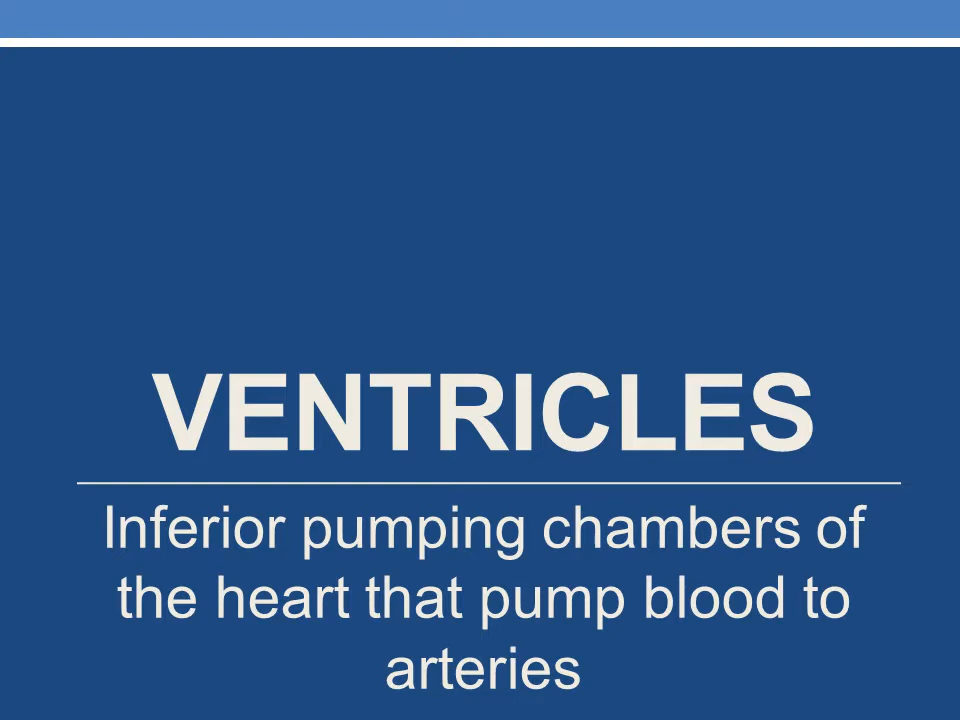 VENTRICLES
Inferior pumping chambers of
the heart that pump blood to
arteries